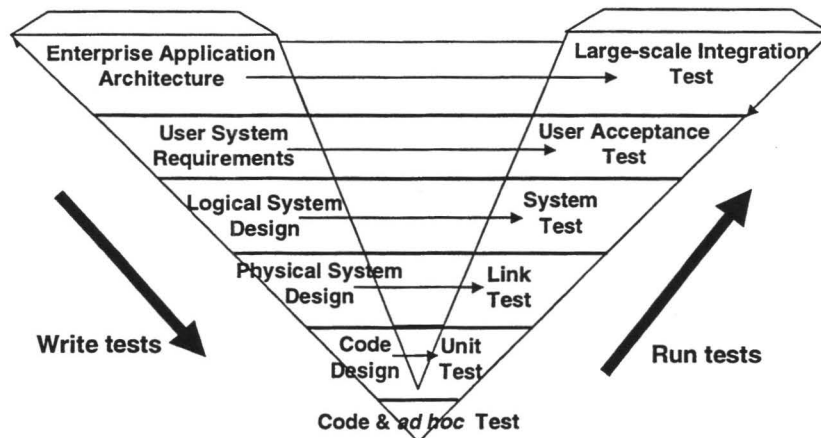 Enterprise Application
Architecture
Large-scale Integration
Test
User System
Requirements
User Acceptance
Test
Logical System
Design
System
Test
Physical System
Design
Link
Test
Write tests
Code
Design
Unit
Test
Run tests
Code & ad hoc Test